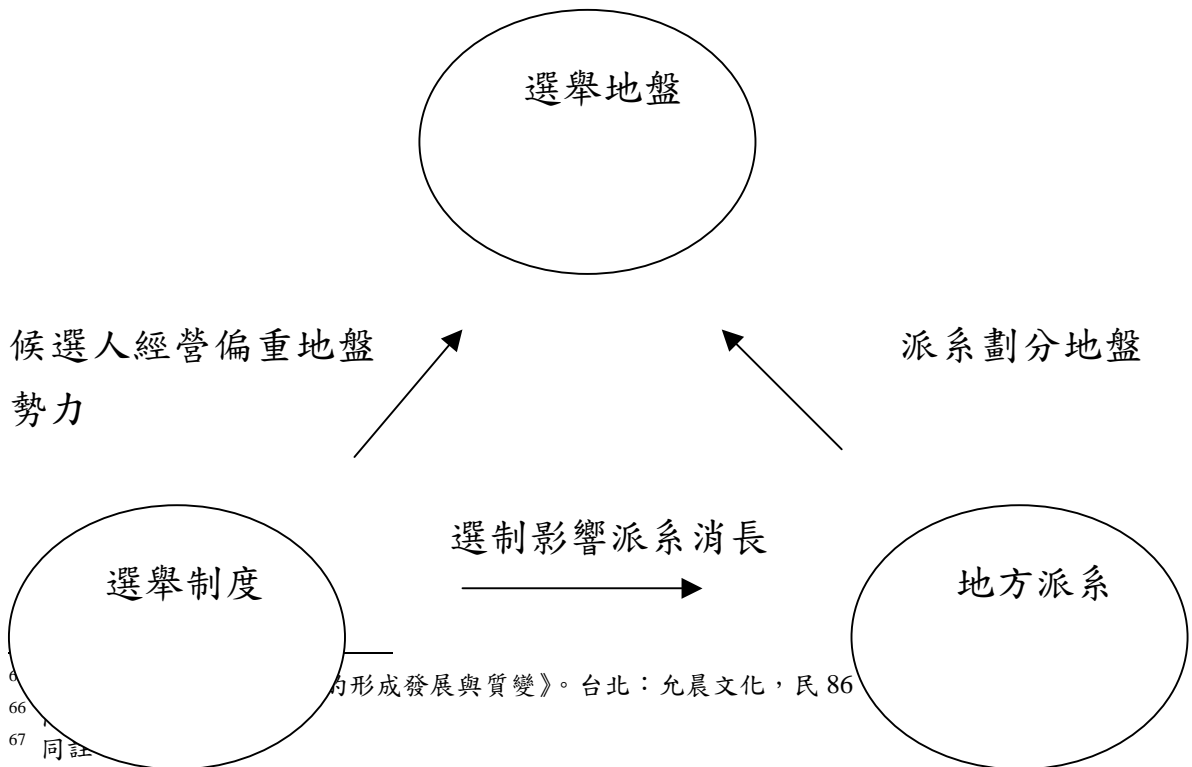 選舉地盤
候選人經營偏重地盤
勢力
派系劃分地盤
選制影響派系消長
選舉制度
地方派系
的形成發展與質變》。台北：允晨文化，民 86
66
67 同註